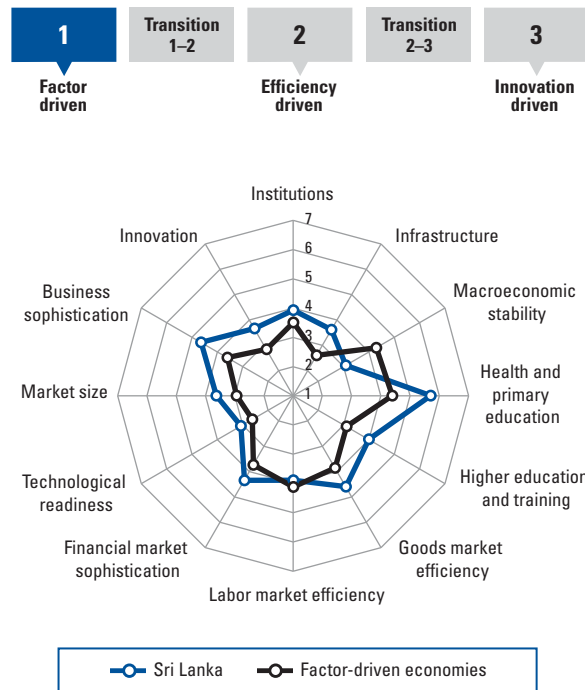 1
Transition
1–2
2
Transition
2–3
3
Factor
driven
Efficiency
driven
Innovation
driven
Institutions
7
Innovation
6
Infrastructure
5
Business
sophistication
4
Macroeconomic
stability
3
2
Market size
1
Health and
primary
education
Technological
readiness
Higher education
and training
Financial market
sophistication
Goods market
efficiency
Labor market efficiency
Sri Lanka
Factor-driven economies